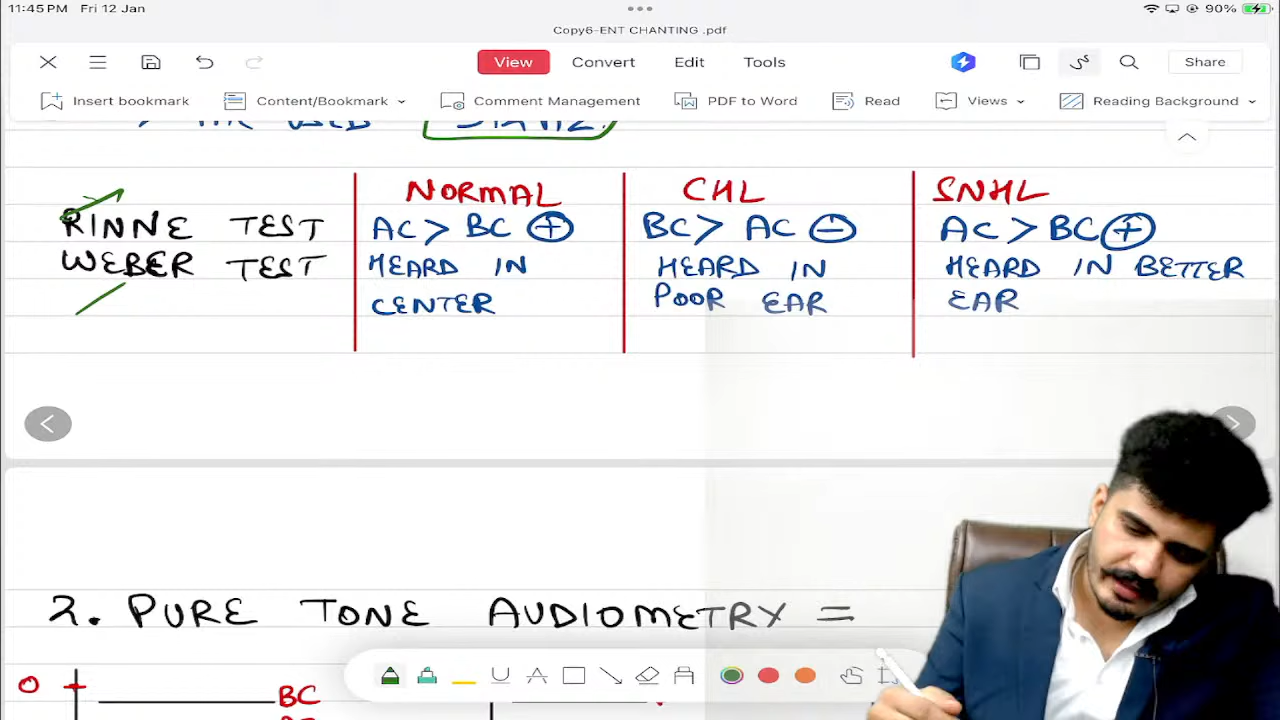 11:45 PM Fri 12 Jan
90%
Copy6-ENT CHANTING .pdf
View Convert Edit Tools Share
Insert bookmark Content/Bookmark Comment Management PDF to Word Read Views Reading Background
NORMAL CHL SNHL
RINNE TEST AC > BC + BC > AC - AC > BC +
WEBER TEST HEARD IN HEARD IN HEARD IN BETTER
CENTER POOR EAR EAR
2. PURE TONE AUDIOMETRY =
0 BC